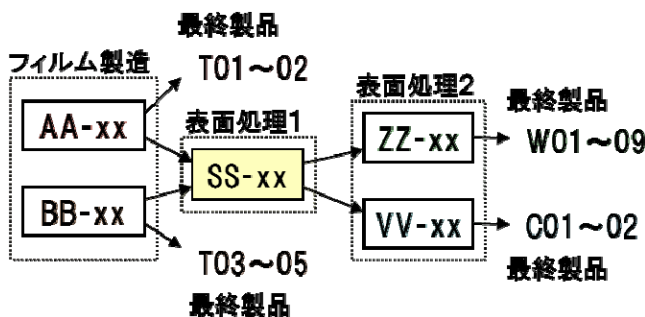 最終製品
フィルム製造
T01～02
表面処理2
AA-xx
表面処理1
最終製品
ZZ-xx
W01～09
SS-xx
BB-xx
VV-xx
C01～02
T03～05
最終製品
最終製品